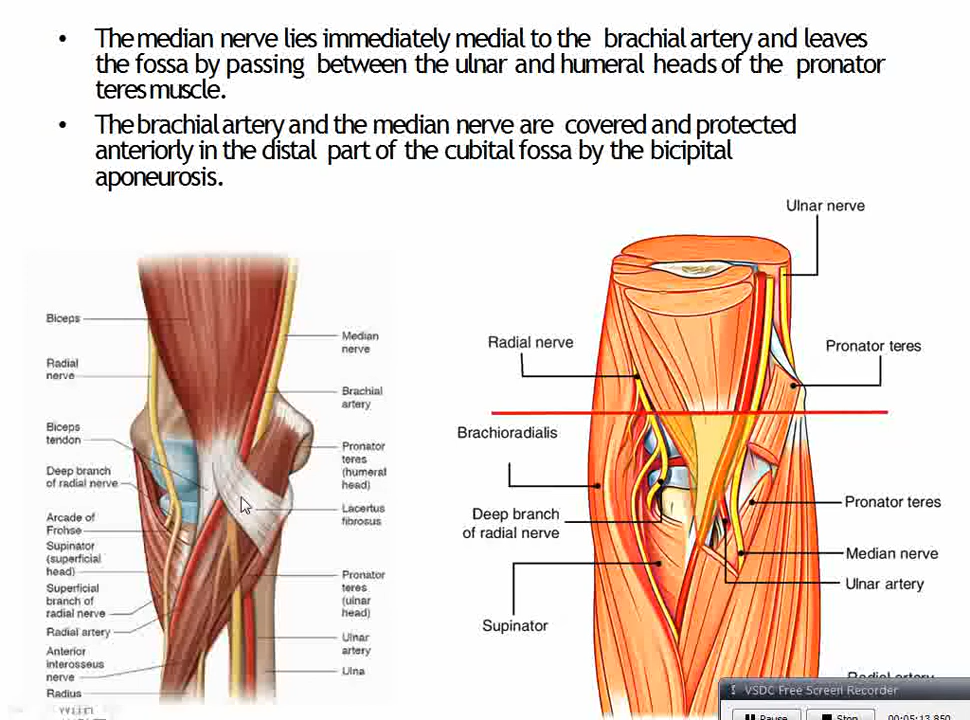 • The median nerve lies immediately medial to the brachial artery and leaves
the fossa by passing between the ulnar and humeral heads of the pronator
teres muscle.
• The brachial artery and the median nerve are covered and protected
anteriorly in the distal part of the cubital fossa by the bicipital
aponeurosis.
Biceps
Radial
nerve
Biceps
tendon
Deep branch
of radial nerve
Arcade of
Frohse
Supinator
(superficial
head)
Superficial
branch of
radial nerve
Radial artery
Anterior
interosseus
nerve
Radius
Median
nerve
Brachial
artery
Pronator
teres
(humeral
head)
Lacertus
fibrosus
Pronator
teres
(ulnar
head)
Ulnar
artery
Ulna
Ulnar nerve
Radial nerve
Pronator teres
Brachioradialis
Deep branch
of radial nerve
Supinator
Pronator teres
Median nerve
Ulnar artery
Radial artery
VSDC Free Screen Recorder
Pause
Stop
00:05:13.850